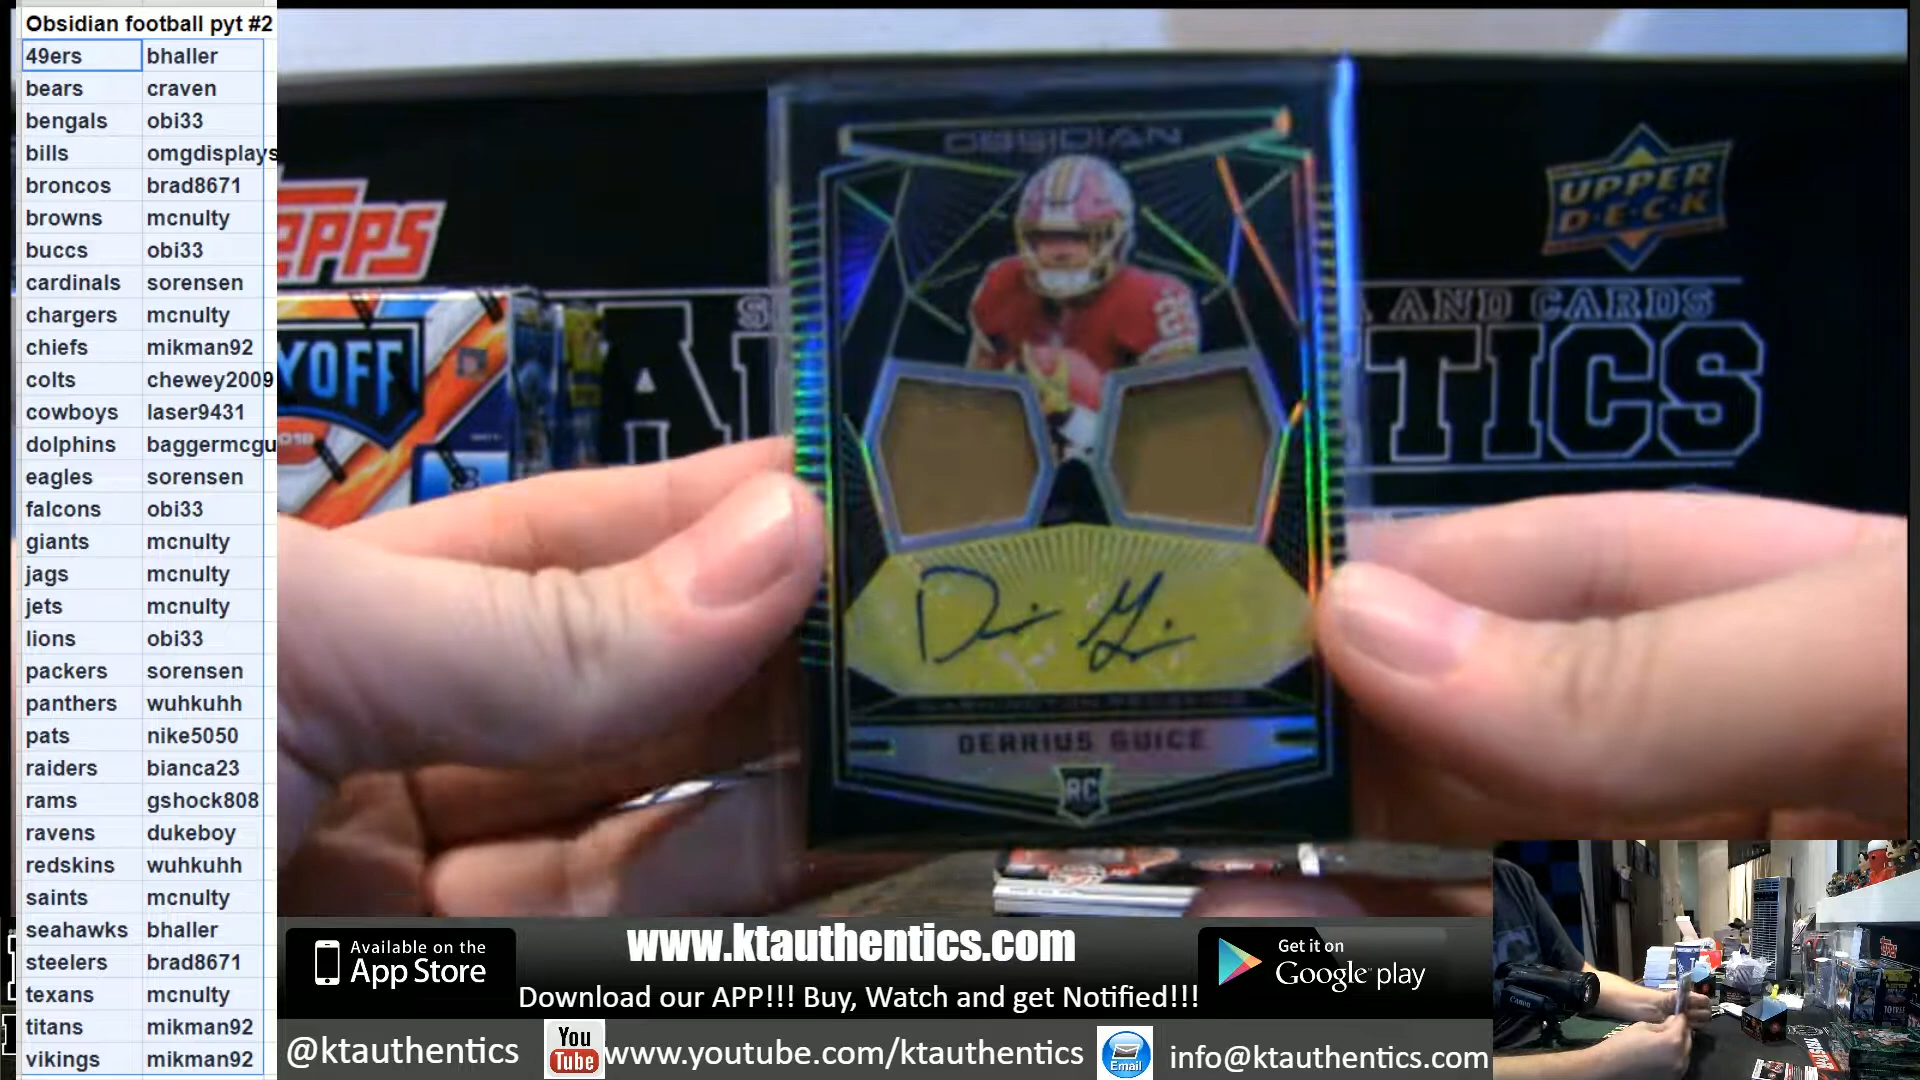 Obsidian football pyt #2
49ers bhaller
bears craven
bengals obi33
bills omgdisplays
broncos brad8671
browns mcnulty
buccs obi33
cardinals sorensen
chargers mcnulty
chiefs mikman92
colts chewey2009
cowboys laser9431
dolphins baggermcgu
eagles sorensen
falcons obi33
giants mcnulty
jags mcnulty
jets mcnulty
lions obi33
packers sorensen
panthers wuhkuhh
pats nike5050
raiders bianca23
rams gshock808
ravens dukeboy
redskins wuhkuhh
saints mcnulty
seahawks bhaller
steelers brad8671
texans mcnulty
titans mikman92
vikings mikman92
OBSIDIAN
UPPER
D·E·C·K
AND CARDS
TICS
DERRIUS GUICE
RC
Available on the
App Store
www.ktauthentics.com
Download our APP!!! Buy, Watch and get Notified!!!
Get it on
Google play
@ktauthentics
You
Tube
www.youtube.com/ktauthentics
Email
info@ktauthentics.com